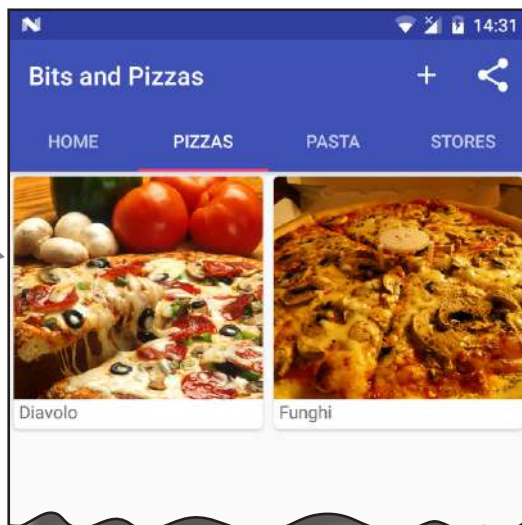 14:31
Bits and Pizzas
HOME PIZZAS PASTA STORES
Diavolo Funghi